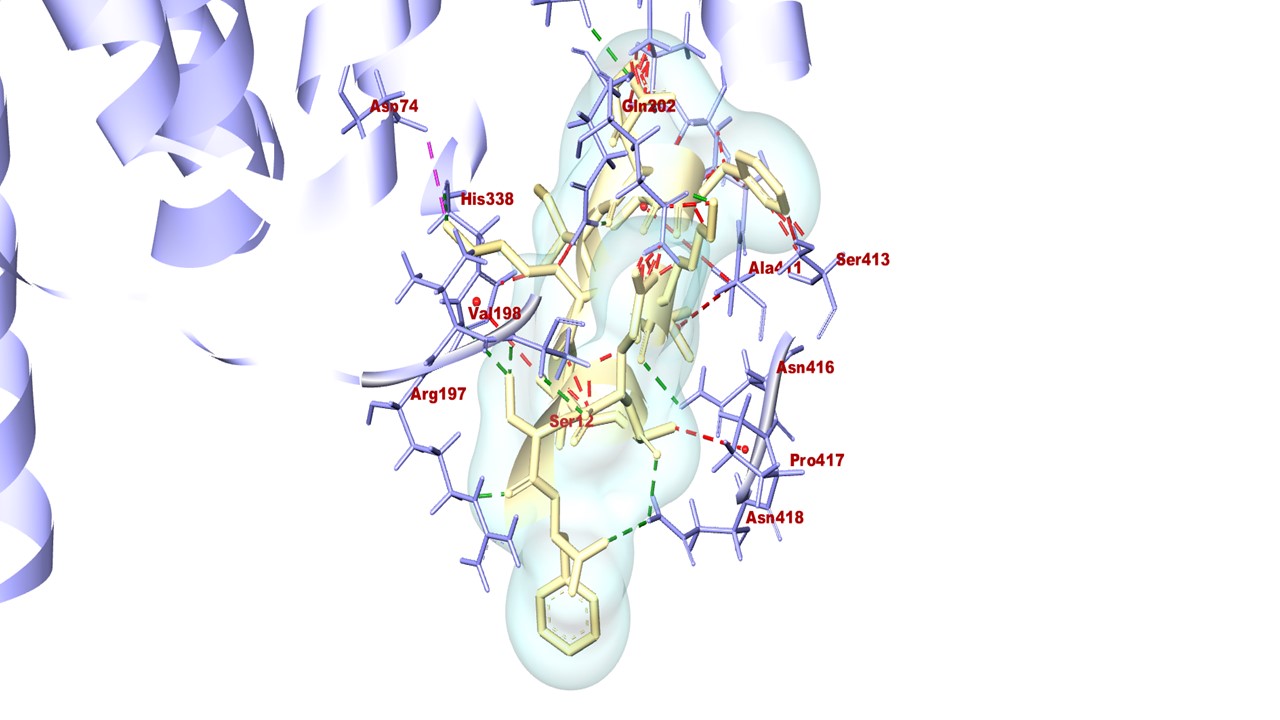 Asp74
Gln202
His338
Ser413
Val198
Asn416
Arg197
Ser12
Pro417
Asn418